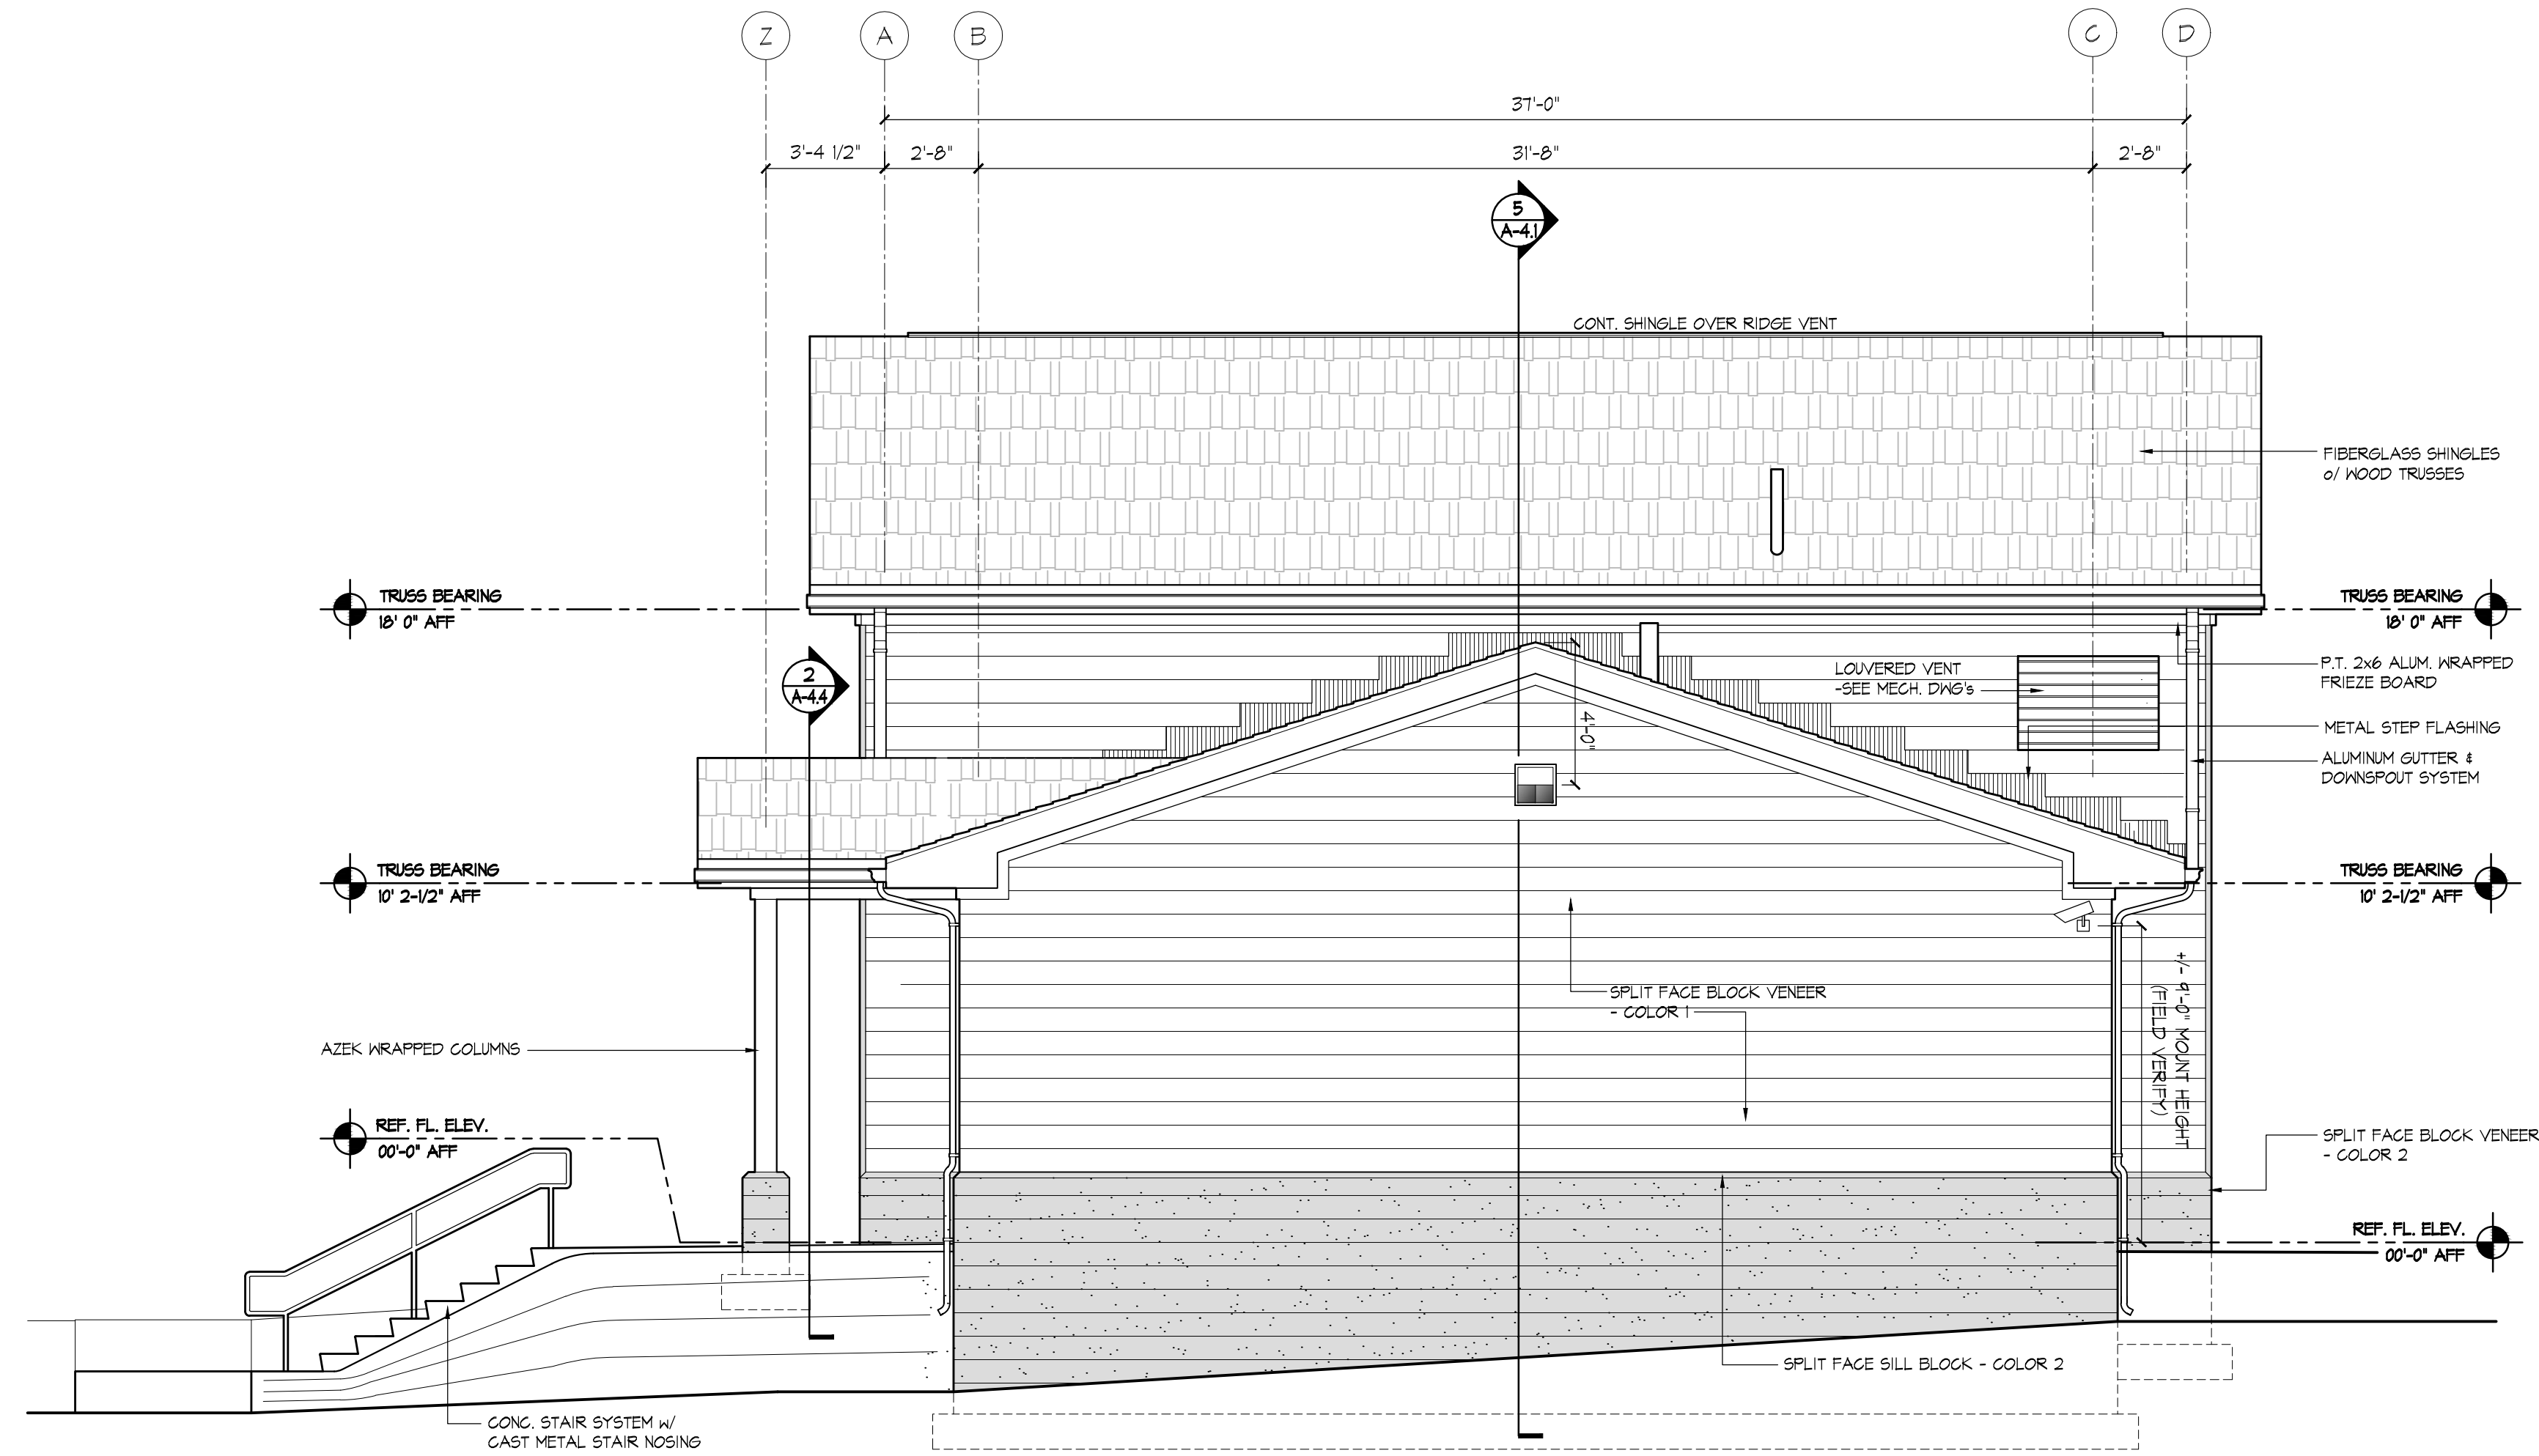 Z
A
B
C
D
37'-0"
3'-4 1/2"
2'-8"
31'-8"
2'-8"
5
A-4.1
CONT. SHINGLE OVER RIDGE VENT
FIBERGLASS SHINGLES
o/ WOOD TRUSSES
TRUSS BEARING
18' 0" AFF
TRUSS BEARING
18' 0" AFF
2
A-4.4
LOUVERED VENT
-SEE MECH. DWG's
P.T. 2x6 ALUM. WRAPPED
FRIEZE BOARD
4'-0"
METAL STEP FLASHING
ALUMINUM GUTTER &
DOWNSPOUT SYSTEM
TRUSS BEARING
10' 2-1/2" AFF
TRUSS BEARING
10' 2-1/2" AFF
SPLIT FACE BLOCK VENEER
- COLOR 1
+/- 9'-0" MOUNT HEIGHT
(FIELD VERIFY)
AZEK WRAPPED COLUMNS
REF. FL. ELEV.
00'-0" AFF
SPLIT FACE BLOCK VENEER
- COLOR 2
REF. FL. ELEV.
00'-0" AFF
SPLIT FACE SILL BLOCK - COLOR 2
CONC. STAIR SYSTEM w/
CAST METAL STAIR NOSING